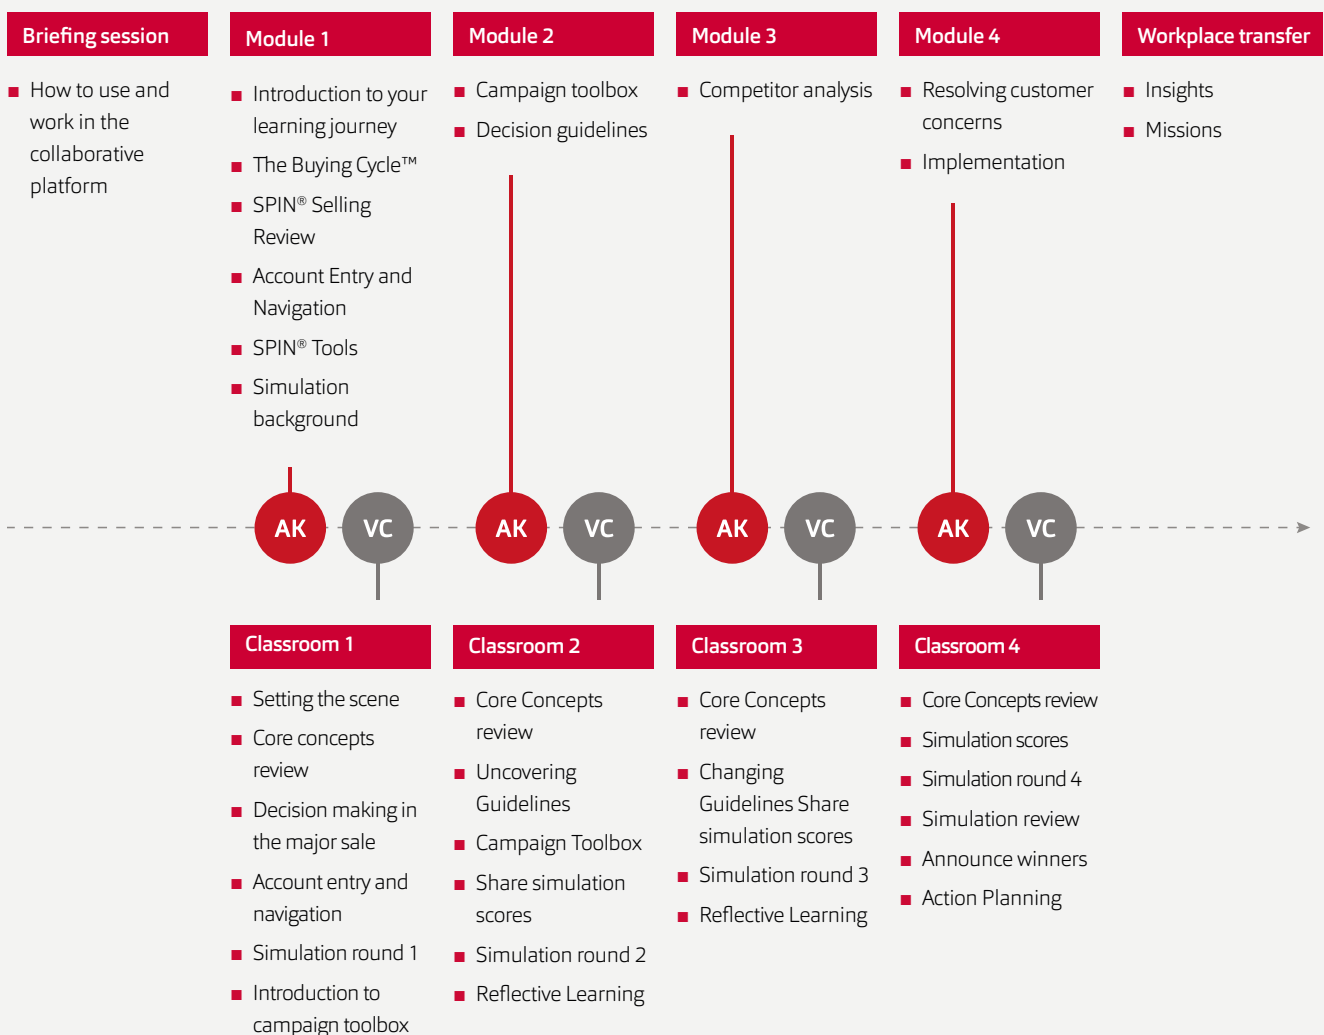 Briefing session
How to use and
work in the
collaborative
platform
Module 1
Introduction to your
learning journey
The Buying Cycle™
SPIN® Selling
Review
Account Entry and
Navigation
SPIN® Tools
Simulation
background
Module 2
Campaign toolbox
Decision guidelines
Module 3
Competitor analysis
Module 4
Resolving customer
concerns
Implementation
Workplace transfer
Insights
Missions
AK
VC
AK
VC
AK
VC
AK
VC
Classroom 1
Setting the scene
Core concepts
review
Decision making in
the major sale
Account entry and
navigation
Simulation round 1
Introduction to
campaign toolbox
Classroom 2
Core Concepts
review
Uncovering
Guidelines
Campaign Toolbox
Share simulation
scores
Simulation round 2
Reflective Learning
Classroom 3
Core Concepts
review
Changing
Guidelines Share
simulation scores
Simulation round 3
Reflective Learning
Classroom 4
Core Concepts review
Simulation scores
Simulation round 4
Simulation review
Announce winners
Action Planning